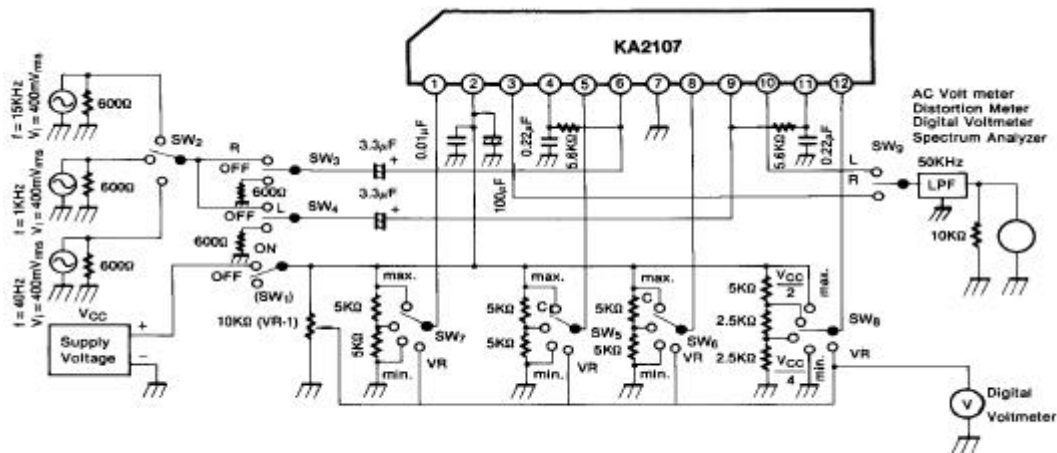 KA2107
1 2 3 4 6 5 7 8 9 10 11 12
f = 15KHz
Vi = 400mVrms
600Ω
f = 1KHz
Vi = 400mVrms
600Ω
f = 40Hz
Vi = 400mVrms
600Ω
SW2
R
OFF
SW3
600Ω
L
OFF
SW4
600Ω
ON
OFF
(SW1)
3.3μF
+
3.3μF
+
0.01μF
100μF
0.22μF
5.6KΩ
5.6KΩ
0.22μF
AC Volt meter
Distortion Meter
Digital Voltmeter
Spectrum Analyzer
L
R
SW9
50KHz
LPF
10KΩ
VCC
Supply
Voltage
+
−
10KΩ (VR-1)
5KΩ
5KΩ
max.
SW7
min.
VR
5KΩ
5KΩ
max.
C
SW5
min.
VR
5KΩ
5KΩ
max.
C
SW6
min.
VR
5KΩ
2.5KΩ
2.5KΩ
VCC
2
VCC
4
max.
SW8
min.
VR
V
Digital
Voltmeter